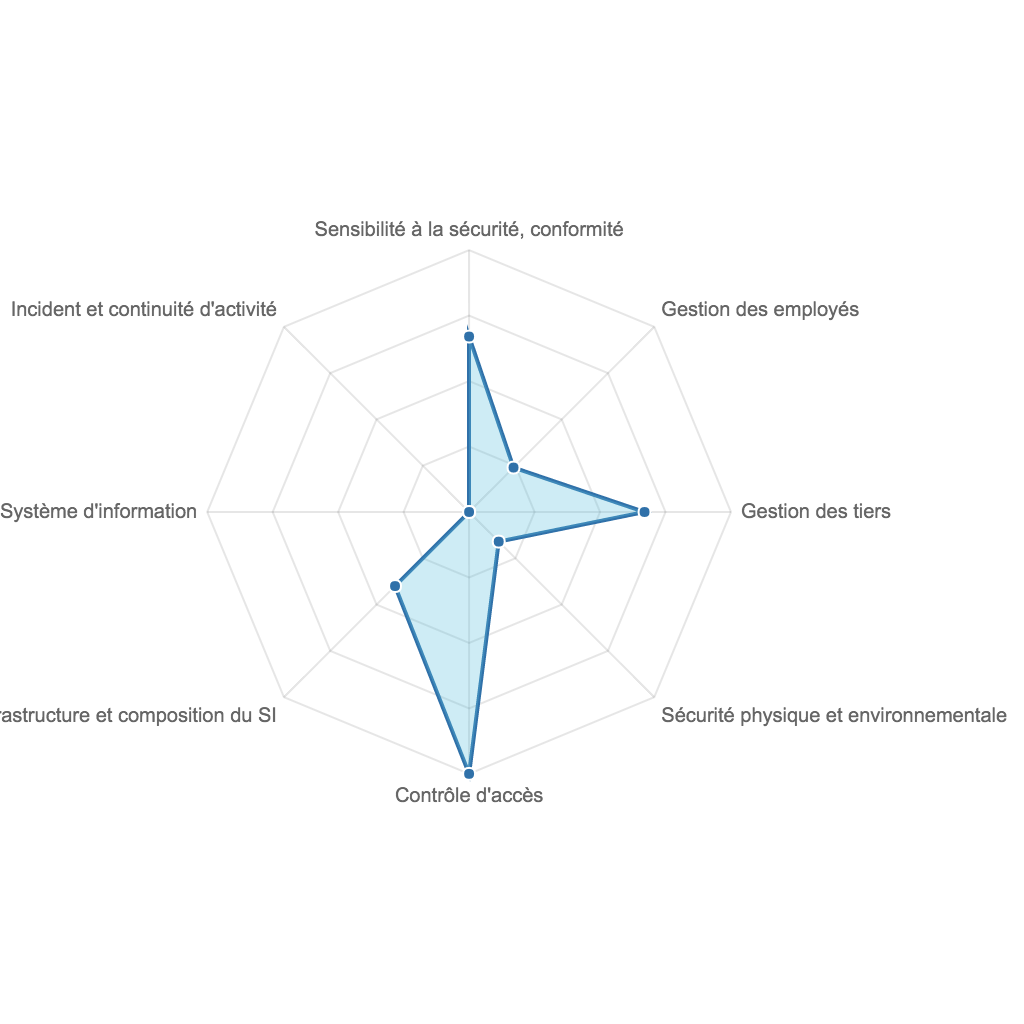 Sensibilité à la sécurité, conformité
Incident et continuité d'activité
Gestion des employés
Système d'information
Gestion des tiers
rastructure et composition du SI
Sécurité physique et environnementale
Contrôle d'accès